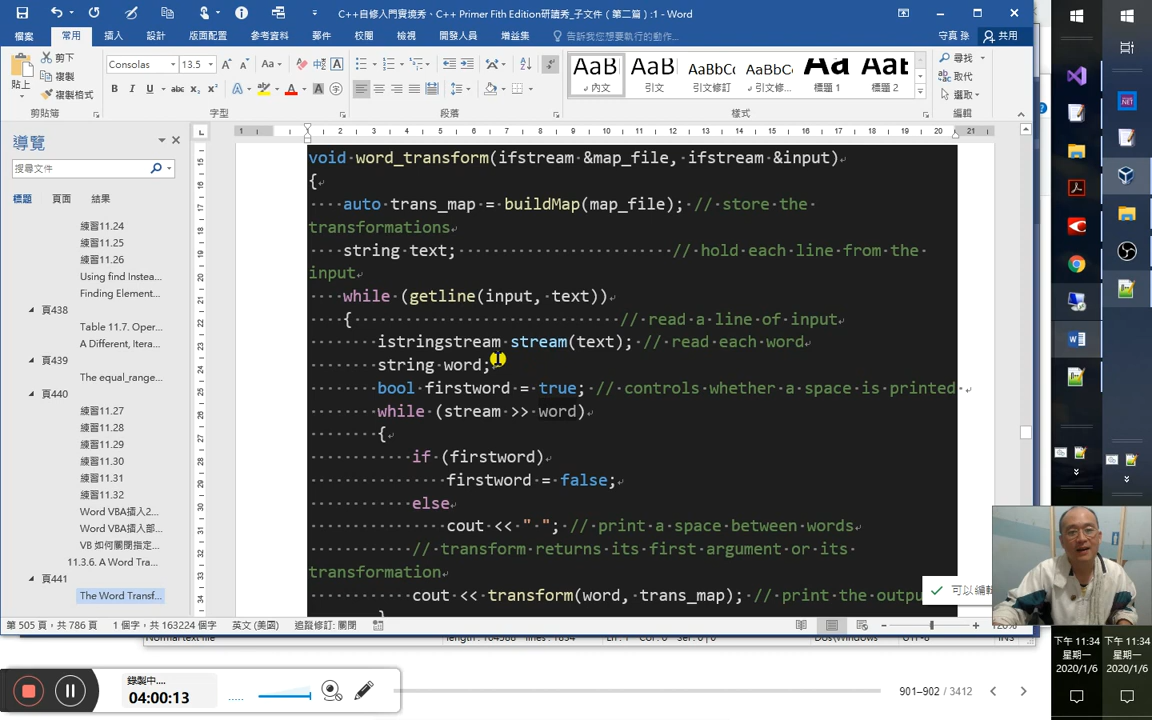 C++自修入門實境秀、C++ Primer Fith Edition研讀秀_子文件（第二篇）:1 - Word
檔案 常用 插入 設計 版面配置 參考資料 郵件 校閱 檢視 開發人員 增益集 告訴我您想要執行的動作... 守真 孫 共用
貼上 剪下 複製 複製格式
Consolas 13.5
B I U abc x₂ x²
AaB 內文
AaB 引文
AaBbCc 引文修訂
AaBbCc 引文修...
Aa 標題 1
Aat 標題 2
尋找 取代 選取
剪貼簿 字型 段落 樣式 編輯
導覽
搜尋文件
標題 頁面 結果
練習11.24
練習11.25
練習11.26
Using find Instea...
Finding Element...
頁438
Table 11.7. Oper...
A Different, Itera...
頁439
The equal_range...
頁440
練習11.27
練習11.28
練習11.29
練習11.30
練習11.31
練習11.32
Word VBA插入2...
Word VBA插入部...
VB 如何關閉指定...
11.3.6. A Word Tra...
頁441
The Word Transf...
void word_transform(ifstream &map_file, ifstream &input)
{
auto trans_map = buildMap(map_file); // store the
transformations
string text; // hold each line from the
input
while (getline(input, text))
{ // read a line of input
istringstream stream(text); // read each word
string word;
bool firstword = true; // controls whether a space is printed
while (stream >> word)
{
if (firstword)
firstword = false;
else
cout << " "; // print a space between words
// transform returns its first argument or its
transformation
cout << transform(word, trans_map); // print the outpu
}
可以編輯
第 505 頁，共 786 頁 1 個字，共 163224 個字 英文 (美國) 追蹤修訂: 關閉 120%
錄製中....
04:00:13
901–902 / 3412
下午 11:34
星期一
2020/1/6
下午 11:34
星期一
2020/1/6